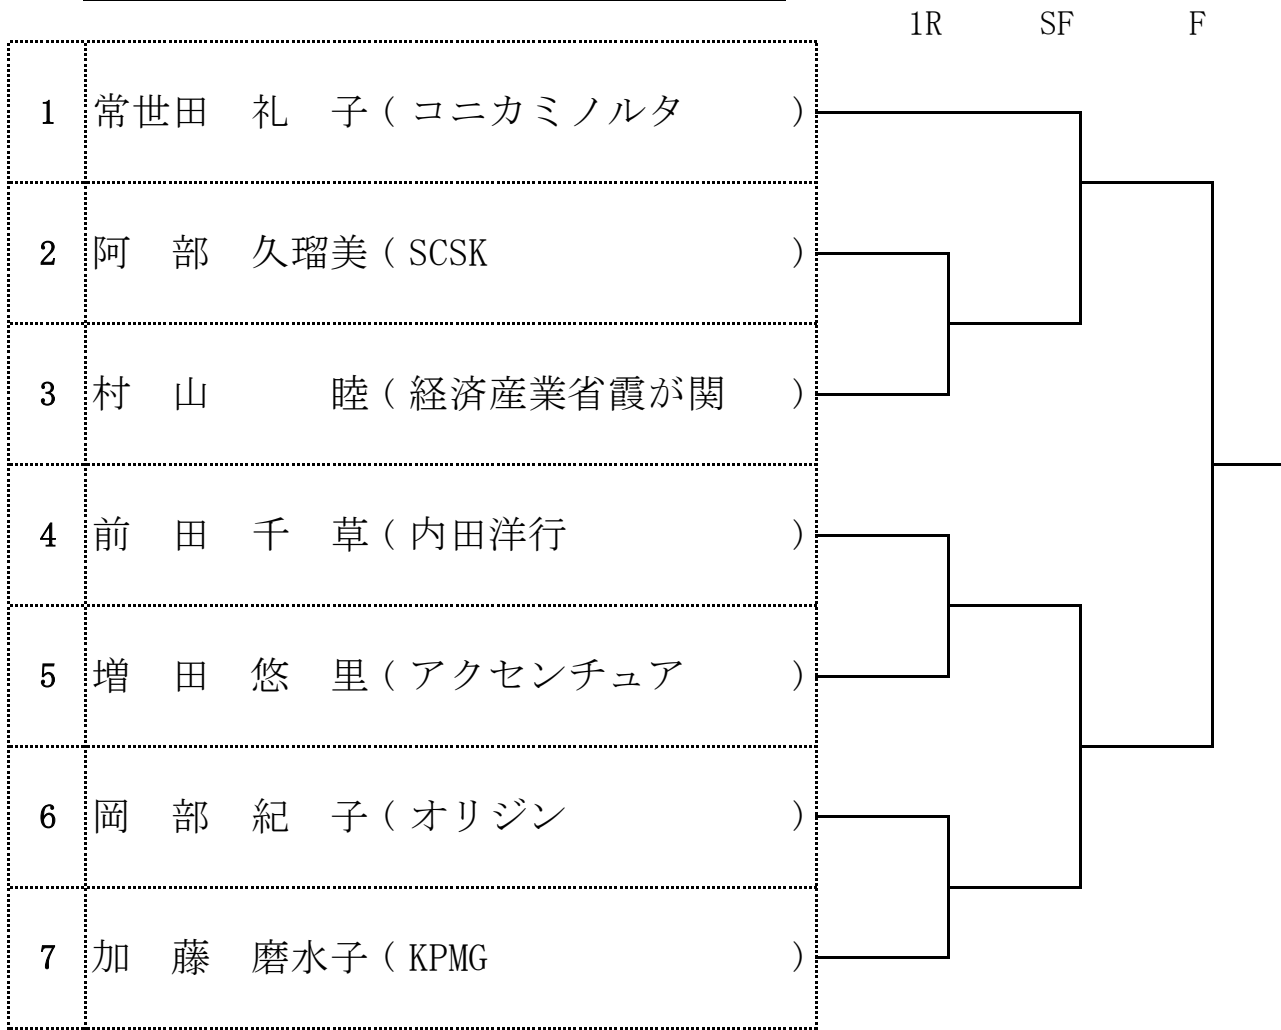 1R SF F
1 常世田 礼 子 ( コニカミノルタ )
2 阿 部 久瑠美 ( SCSK )
3 村 山 睦 ( 経済産業省霞が関 )
4 前 田 千 草 ( 内田洋行 )
5 増 田 悠 里 ( アクセンチュア )
6 岡 部 紀 子 ( オリジン )
7 加 藤 磨水子 ( KPMG )